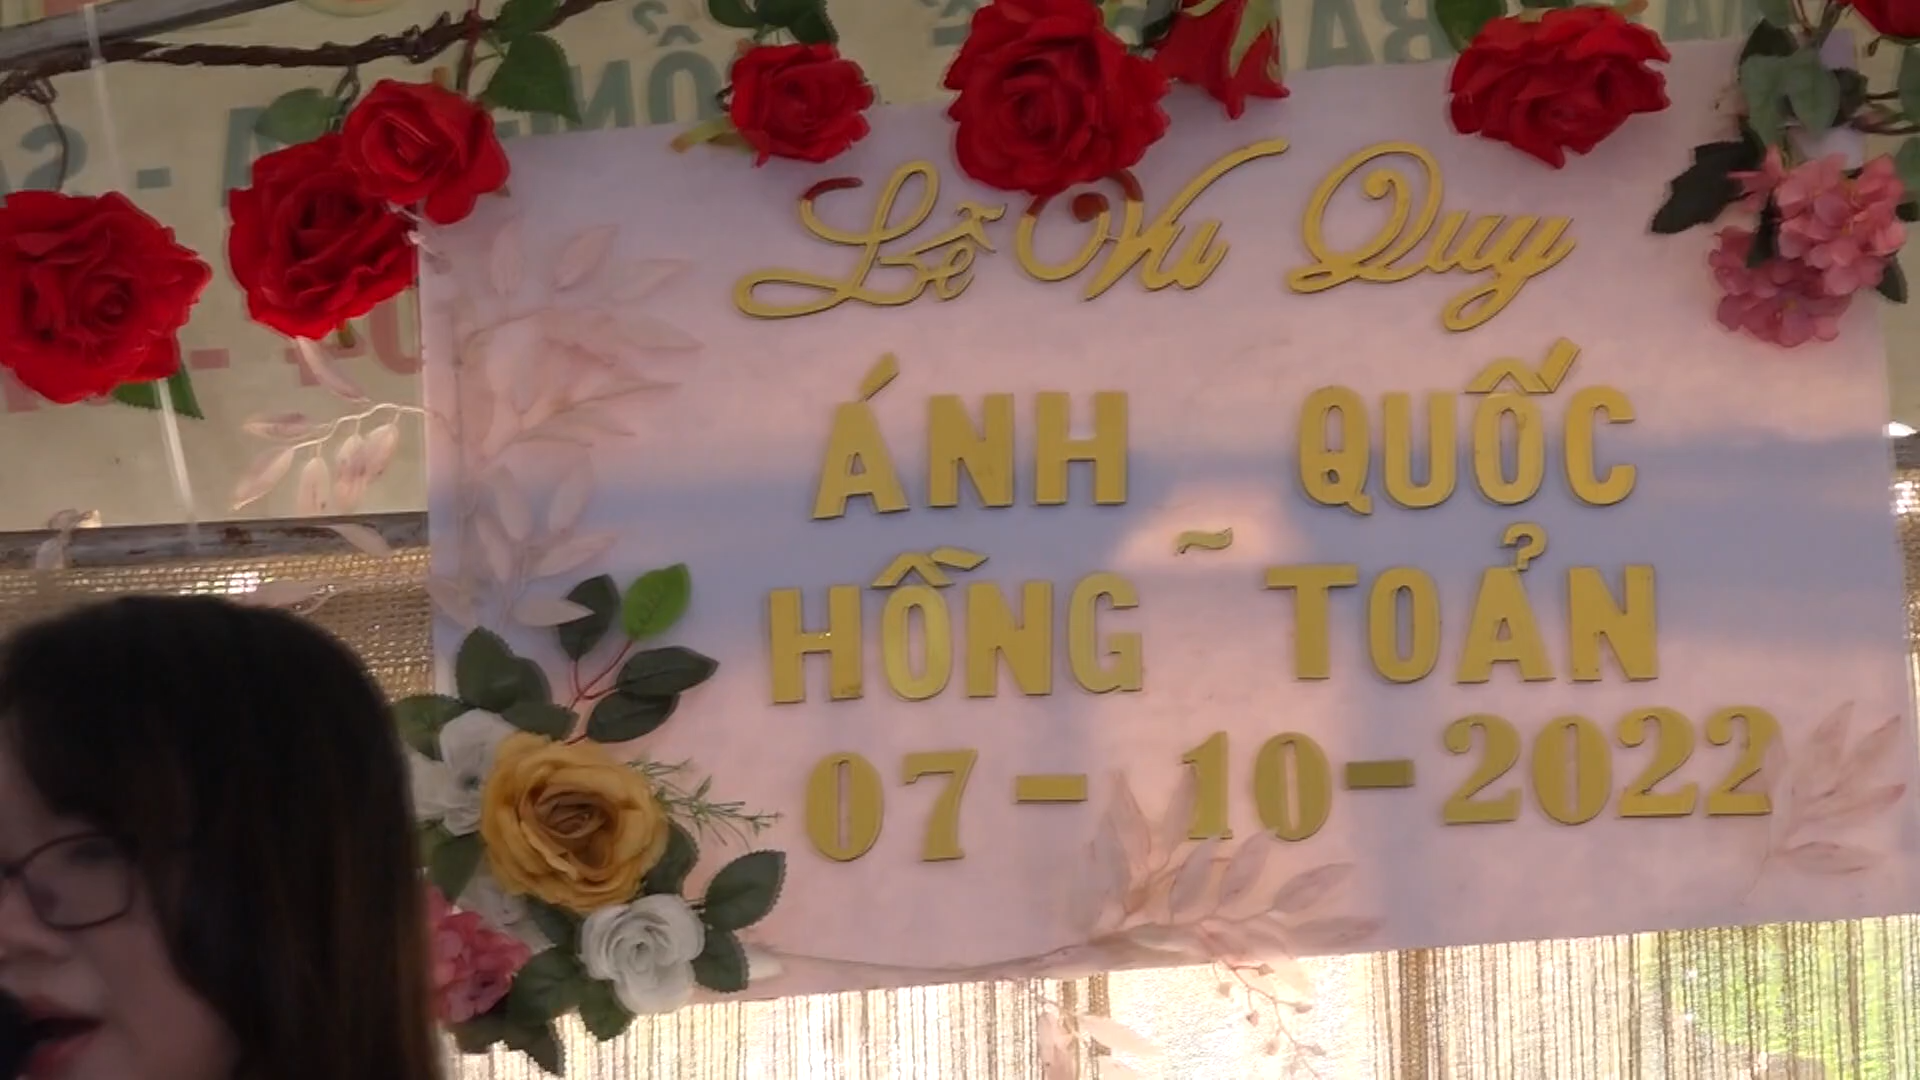 Lễ Vu Quy
ÁNH QUỐC
~
HỒNG TOẢN
07-10-2022